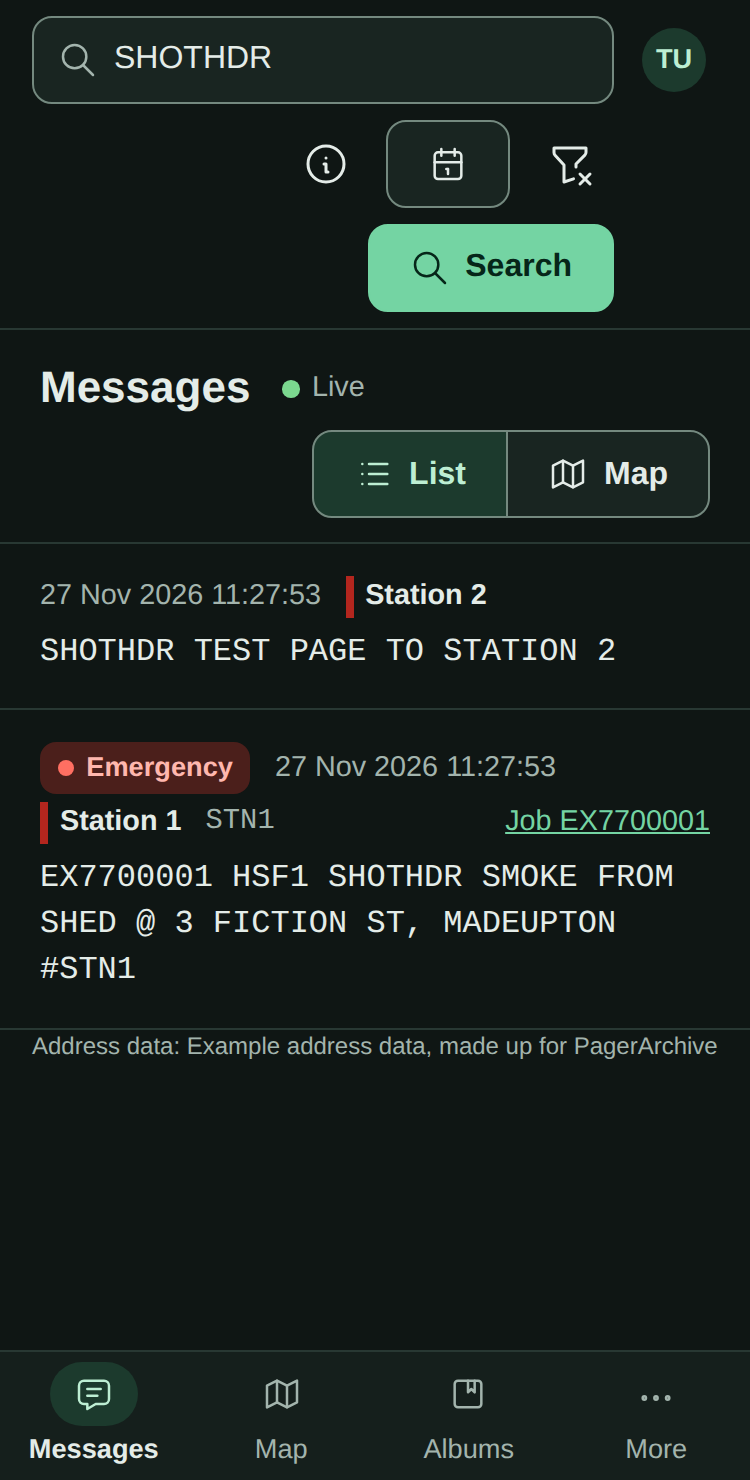 SHOTHDR
TU
Search
Messages
Live
List
Map
27 Nov 2026 11:27:53
Station 2
SHOTHDR TEST PAGE TO STATION 2
Emergency
27 Nov 2026 11:27:53
Station 1
STN1
Job EX7700001
EX7700001 HSF1 SHOTHDR SMOKE FROM
SHED @ 3 FICTION ST, MADEUPTON
#STN1
Address data: Example address data, made up for PagerArchive
Messages
Map
Albums
More